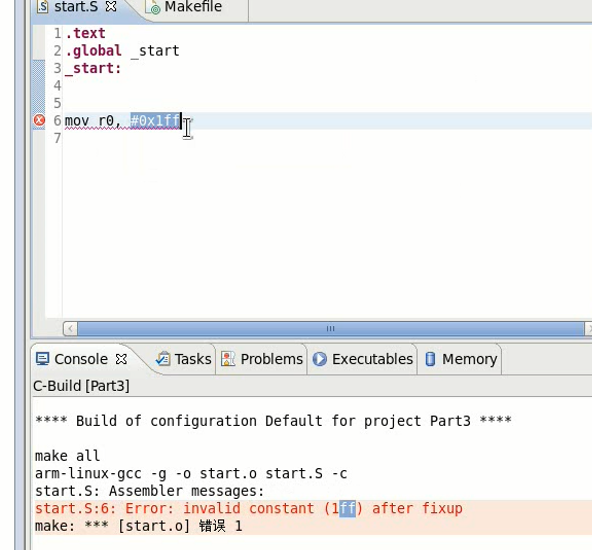 start.S
Makefile
1 .text
2 .global _start
3 _start:
4
5
6 mov r0, #0x1ff
7
Console Tasks Problems Executables Memory
C-Build [Part3]
**** Build of configuration Default for project Part3 ****
make all
arm-linux-gcc -g -o start.o start.S -c
start.S: Assembler messages:
start.S:6: Error: invalid constant (1ff) after fixup
make: *** [start.o] 错误 1